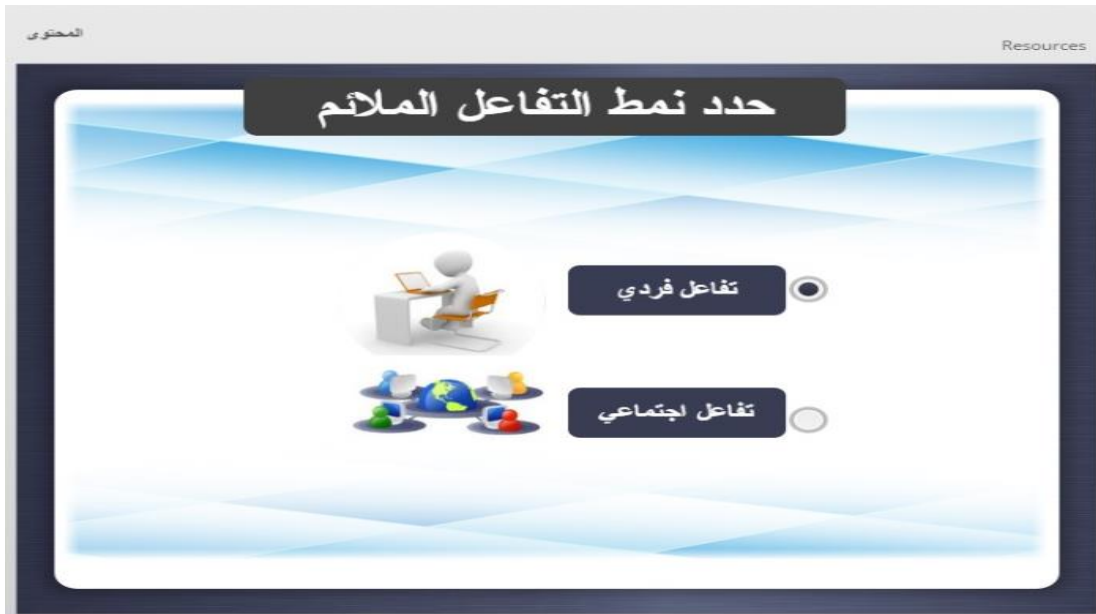 المحتوى
Resources
حدد نمط التفاعل الملائم
تفاعل فردي
تفاعل اجتماعي